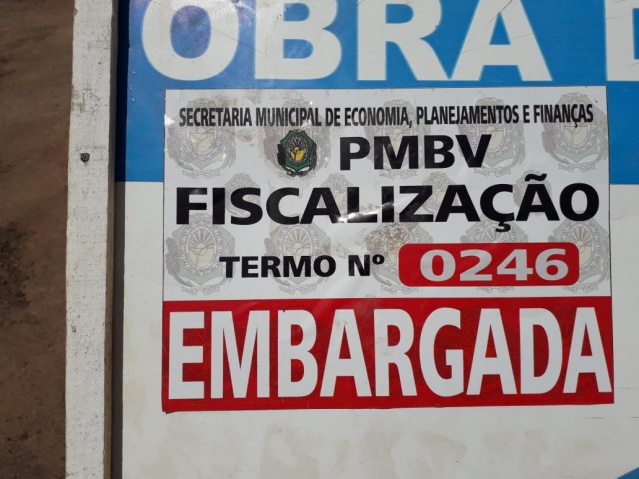 OBRA D
SECRETARIA MUNICIPAL DE ECONOMIA, PLANEJAMENTOS E FINANÇAS
PMBV
FISCALIZAÇÃO
TERMO Nº 0246
EMBARGADA